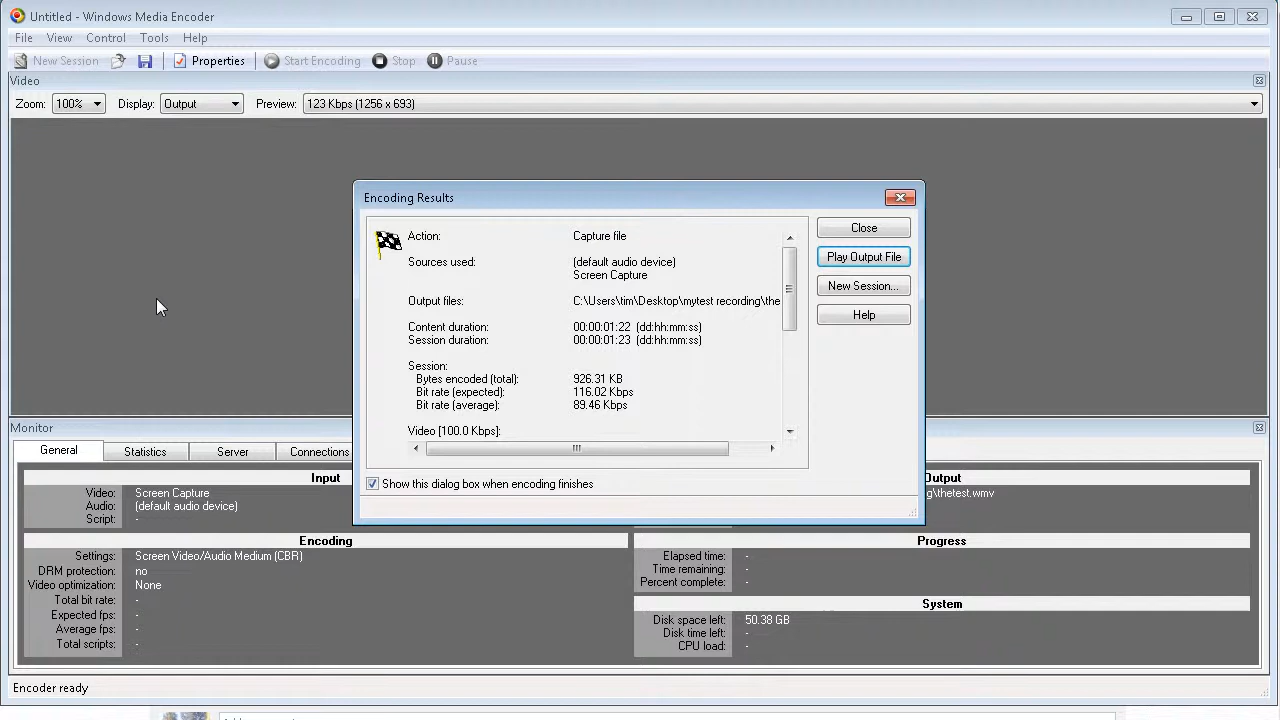 Untitled - Windows Media Encoder
File View Control Tools Help
New Session Properties Start Encoding Stop Pause
Video
Zoom: 100% Display: Output Preview: 123 Kbps (1256 x 693)
Encoding Results
Action: Capture file
Close
Sources used: (default audio device)
Screen Capture
Play Output File
New Session...
Output files: C:\Users\tim\Desktop\mytest recording\the
Help
Content duration: 00:00:01:22 (dd:hh:mm:ss)
Session duration: 00:00:01:23 (dd:hh:mm:ss)
Session:
Bytes encoded (total): 926.31 KB
Bit rate (expected): 116.02 Kbps
Bit rate (average): 89.46 Kbps
Video [100.0 Kbps]:
Show this dialog box when encoding finishes
Monitor
General Statistics Server Connections
Input
Video: Screen Capture
Audio: (default audio device)
Script: -
Output
g\thetest.wmv
Encoding
Settings: Screen Video/Audio Medium (CBR)
DRM protection: no
Video optimization: None
Total bit rate: -
Expected fps: -
Average fps: -
Total scripts: -
Progress
Elapsed time: -
Time remaining: -
Percent complete: -
System
Disk space left: 50.38 GB
Disk time left: -
CPU load: -
Encoder ready